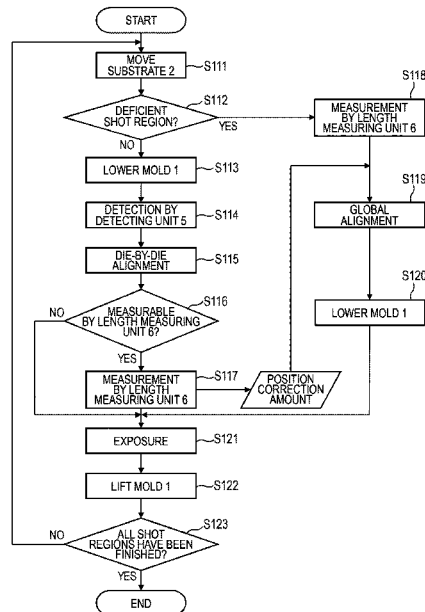 START
MOVE
SUBSTRATE 2
S111
DEFICIENT
SHOT REGION?
S112
YES
NO
MEASUREMENT
BY LENGTH
MEASURING UNIT 6
S118
LOWER MOLD 1
S113
DETECTION BY
DETECTING UNIT 5
S114
GLOBAL
ALIGNMENT
S119
DIE-BY-DIE
ALIGNMENT
S115
MEASURABLE
BY LENGTH MEASURING
UNIT 6?
S116
NO
YES
LOWER MOLD 1
S120
MEASUREMENT
BY LENGTH
MEASURING UNIT 6
S117
POSITION
CORRECTION
AMOUNT
EXPOSURE
S121
LIFT MOLD 1
S122
ALL SHOT
REGIONS HAVE BEEN
FINISHED?
S123
NO
YES
END